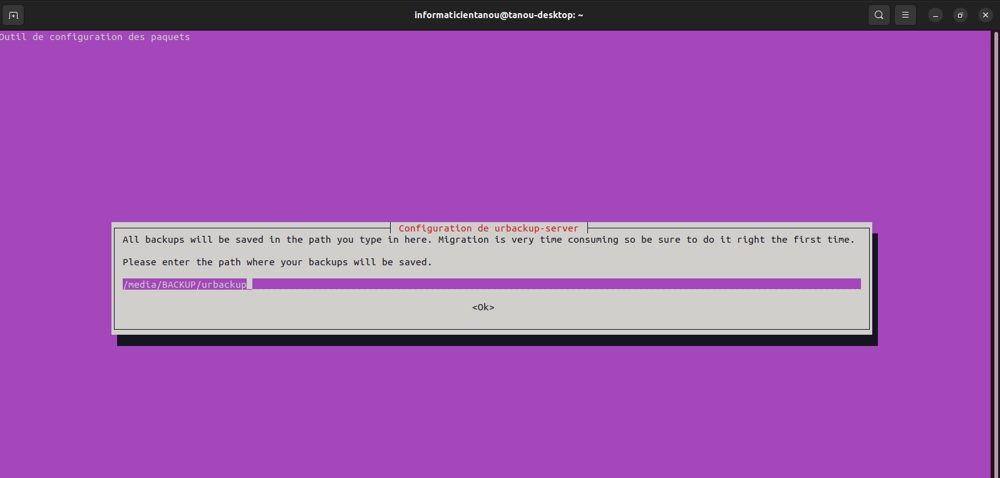 informaticientanou@tanou-desktop: ~
Outil de configuration des paquets
Configuration de urbackup-server
All backups will be saved in the path you type in here. Migration is very time consuming so be sure to do it right the first time.
Please enter the path where your backups will be saved.
/media/BACKUP/urbackup
<Ok>